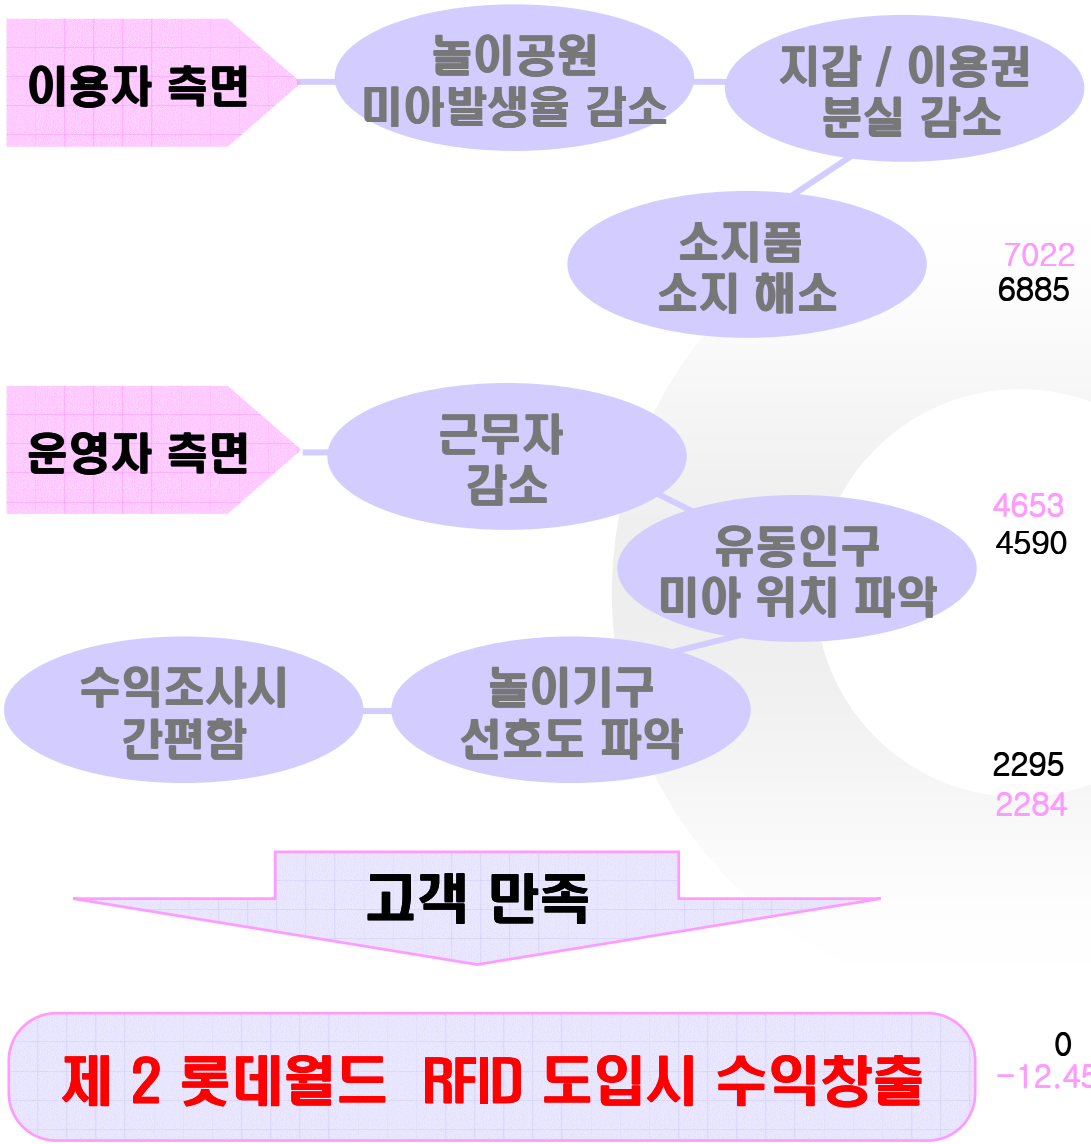 이용자 측면
놀이공원
미아발생율 감소
지갑 / 이용권
분실 감소
소지품
소지 해소
7022
6885
운영자 측면
근무자
감소
유동인구
미아 위치 파악
4653
4590
수익조사시
간편함
놀이기구
선호도 파악
2295
2284
고객 만족
제 2 롯데월드 RFID 도입시 수익창출
0
-12.45